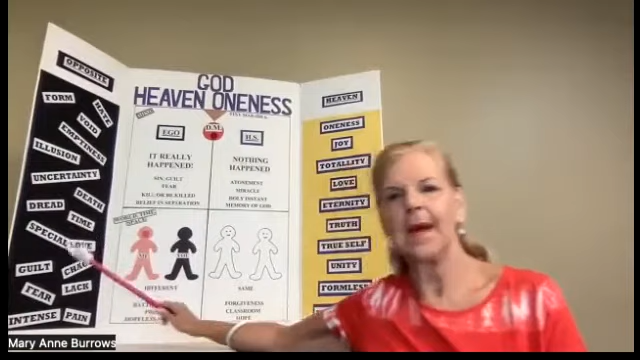 OPPOSITE
FORM
HATE
VOID
EMPTINESS
ILLUSION
UNCERTAINTY
DEATH
DREAD
TIME
SPECIAL LOVE
GUILT
CHAOS
LACK
FEAR
INTENSE
PAIN
GOD
HEAVEN ONENESS
D.M.
EGO
H.S.
IT REALLY
HAPPENED!
SIN, GUILT
FEAR
KILL OR BE KILLED
BELIEF IN SEPARATION
NOTHING
HAPPENED
ATONEMENT
MIRACLE
HOLY INSTANT
MEMORY OF GOD
WORLD TIME
SPACE
DIFFERENT
SAME
FORGIVENESS
CLASSROOM
HEAVEN
ONENESS
JOY
TOTALITY
LOVE
ETERNITY
TRUTH
TRUE SELF
UNITY
FORMLESS
Mary Anne Burrows